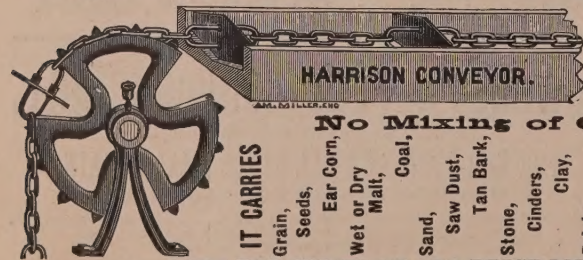 HARRISON CONVEYOR.
A.M. MILLER, ENG
No Mixing of
IT CARRIES
Grain,
Seeds,
Ear Corn,
Wet or Dry
Malt,
Coal,
Sand,
Saw Dust,
Tan Bark,
Stone,
Cinders,
Clay,